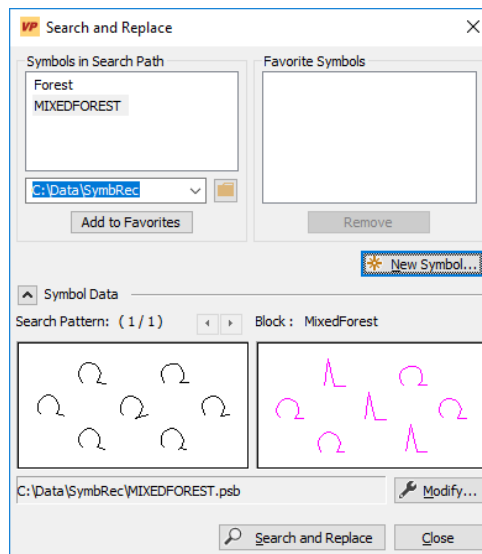 VP Search and Replace
Symbols in Search Path
Forest
MIXEDFOREST
C:\Data\SymbRec
Add to Favorites
Favorite Symbols
Remove
New Symbol...
Symbol Data
Search Pattern: ( 1 / 1 )
Block : MixedForest
C:\Data\SymbRec\MIXEDFOREST.psb
Modify...
Search and Replace
Close